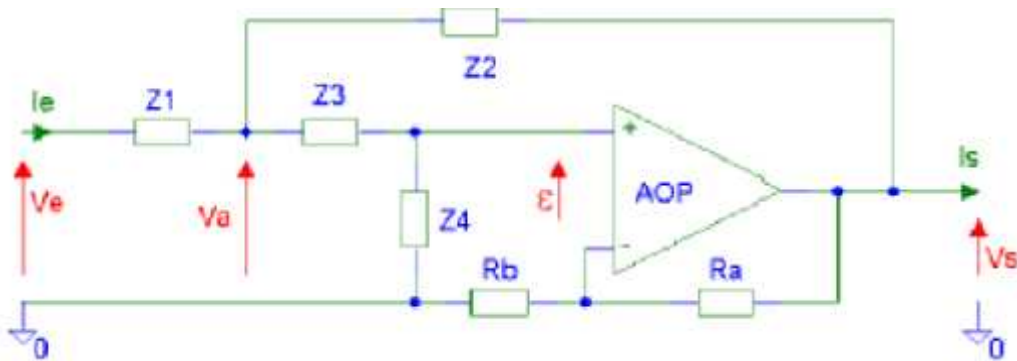 Z2
Ie Z1 Z3
+
Ve Va ε AOP Is
Z4
-
Rb Ra Vs
0 0